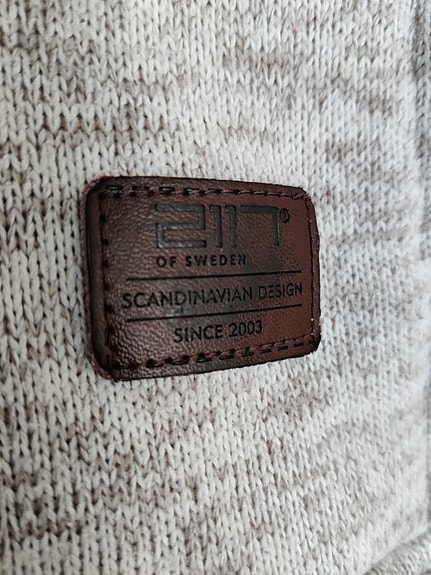 2117®
OF SWEDEN
SCANDINAVIAN DESIGN
SINCE 2003